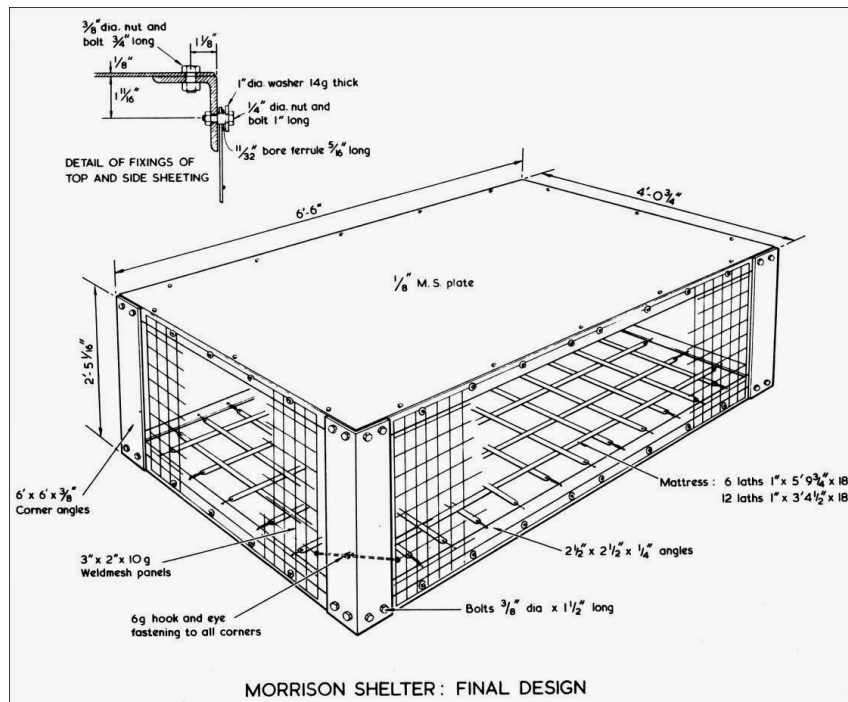 3/8" dia. nut and
bolt 3/4" long
1 1/8"
1/8"
1 11/16"
1" dia. washer 14g thick
1/4" dia. nut and
bolt 1" long
11/32" bore ferrule 5/16" long
DETAIL OF FIXINGS OF
TOP AND SIDE SHEETING
6'-6"
4'-0 3/4"
1/8" M.S. plate
2'-5 1/16"
6' x 6' x 3/8"
Corner angles
Mattress : 6 laths 1" x 5' 9 3/4" x 18
12 laths 1" x 3' 4 1/2" x 18
3" x 2" x 10g
Weldmesh panels
2 1/2" x 2 1/2" x 1/4" angles
6g hook and eye
fastening to all corners
Bolts 3/8" dia x 1 1/2" long
MORRISON SHELTER : FINAL DESIGN